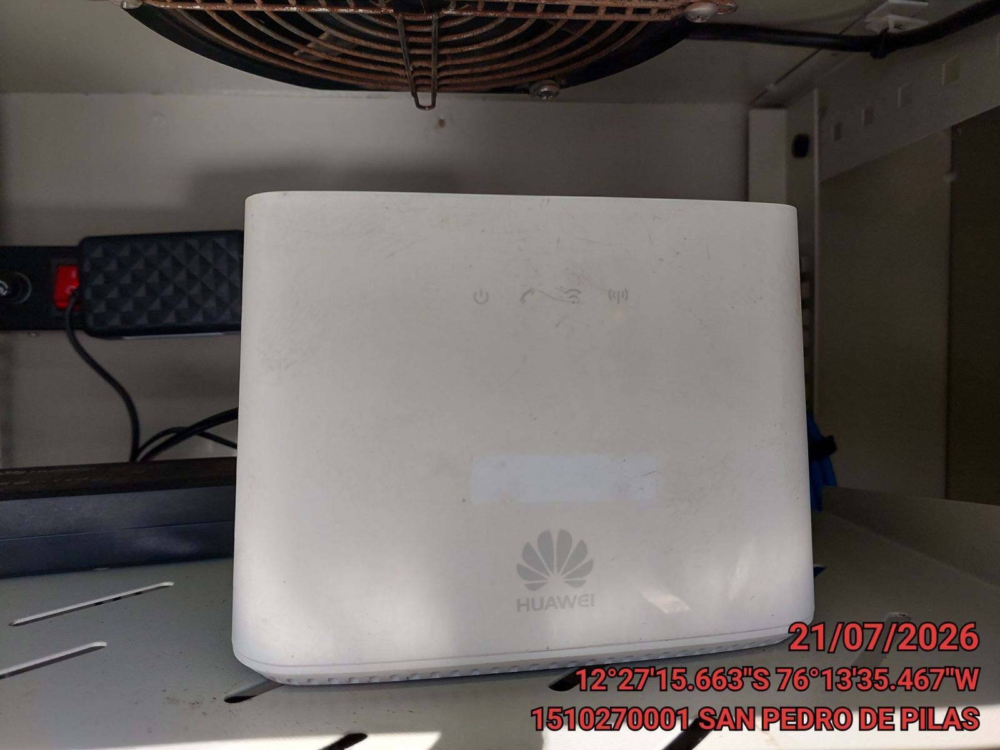 HUAWEI
21/07/2026
12°27'15.663"S 76°13'35.467"W
1510270001 SAN PEDRO DE PILAS